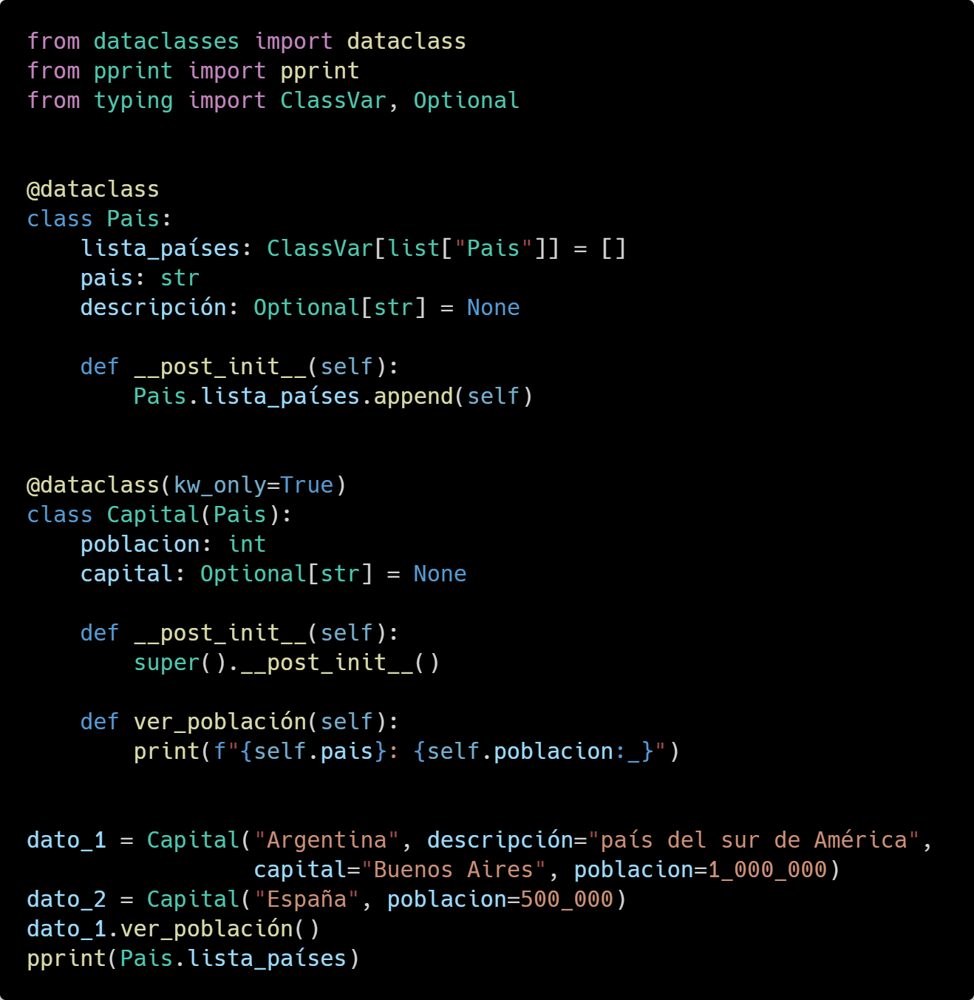 from dataclasses import dataclass
from pprint import pprint
from typing import ClassVar, Optional
@dataclass
class Pais:
    lista_países: ClassVar[list["Pais"]] = []
    pais: str
    descripción: Optional[str] = None
    def __post_init__(self):
        Pais.lista_países.append(self)
@dataclass(kw_only=True)
class Capital(Pais):
    poblacion: int
    capital: Optional[str] = None
    def __post_init__(self):
        super().__post_init__()
    def ver_población(self):
        print(f"{self.pais}: {self.poblacion:_}")
dato_1 = Capital("Argentina", descripción="país del sur de América",
                 capital="Buenos Aires", poblacion=1_000_000)
dato_2 = Capital("España", poblacion=500_000)
dato_1.ver_población()
pprint(Pais.lista_países)